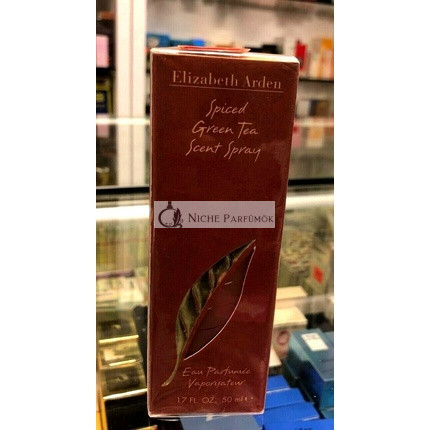 Elizabeth Arden
Spiced
Green Tea
Scent Spray
NICHE PARFÜMÖK
Eau Parfumée
Vaporisateur
1.7 FL. OZ. 50 ml e